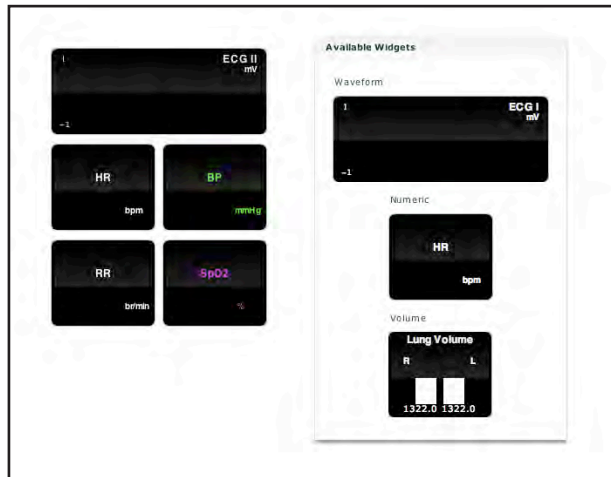 1 ECG II
mV
−1
HR
bpm
BP
mmHg
RR
br/min
SpO2
%
Available Widgets
Waveform
1 ECG I
mV
−1
Numeric
HR
bpm
Volume
Lung Volume
R L
1322.0 1322.0